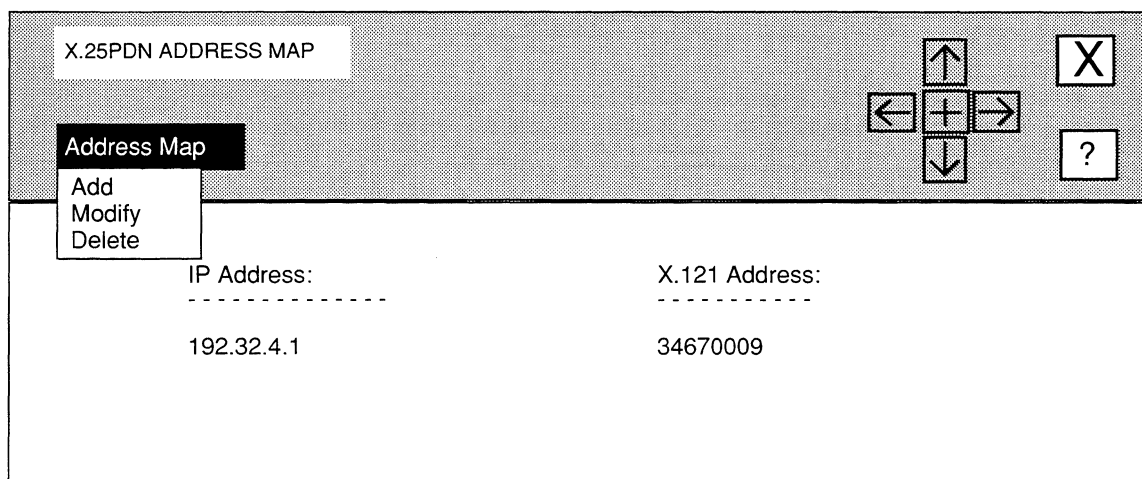 X.25PDN ADDRESS MAP
X
Address Map
?
Add
Modify
Delete
IP Address: X.121 Address:
- - - - - - - - - - - - - - - - - - - - - - - - -
192.32.4.1 34670009